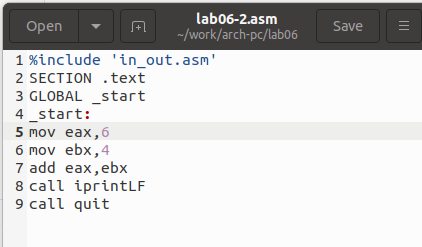 Open
lab06-2.asm
~/work/arch-pc/lab06
Save
1 %include 'in_out.asm'
2 SECTION .text
3 GLOBAL _start
4 _start:
5 mov eax,6
6 mov ebx,4
7 add eax,ebx
8 call iprintLF
9 call quit